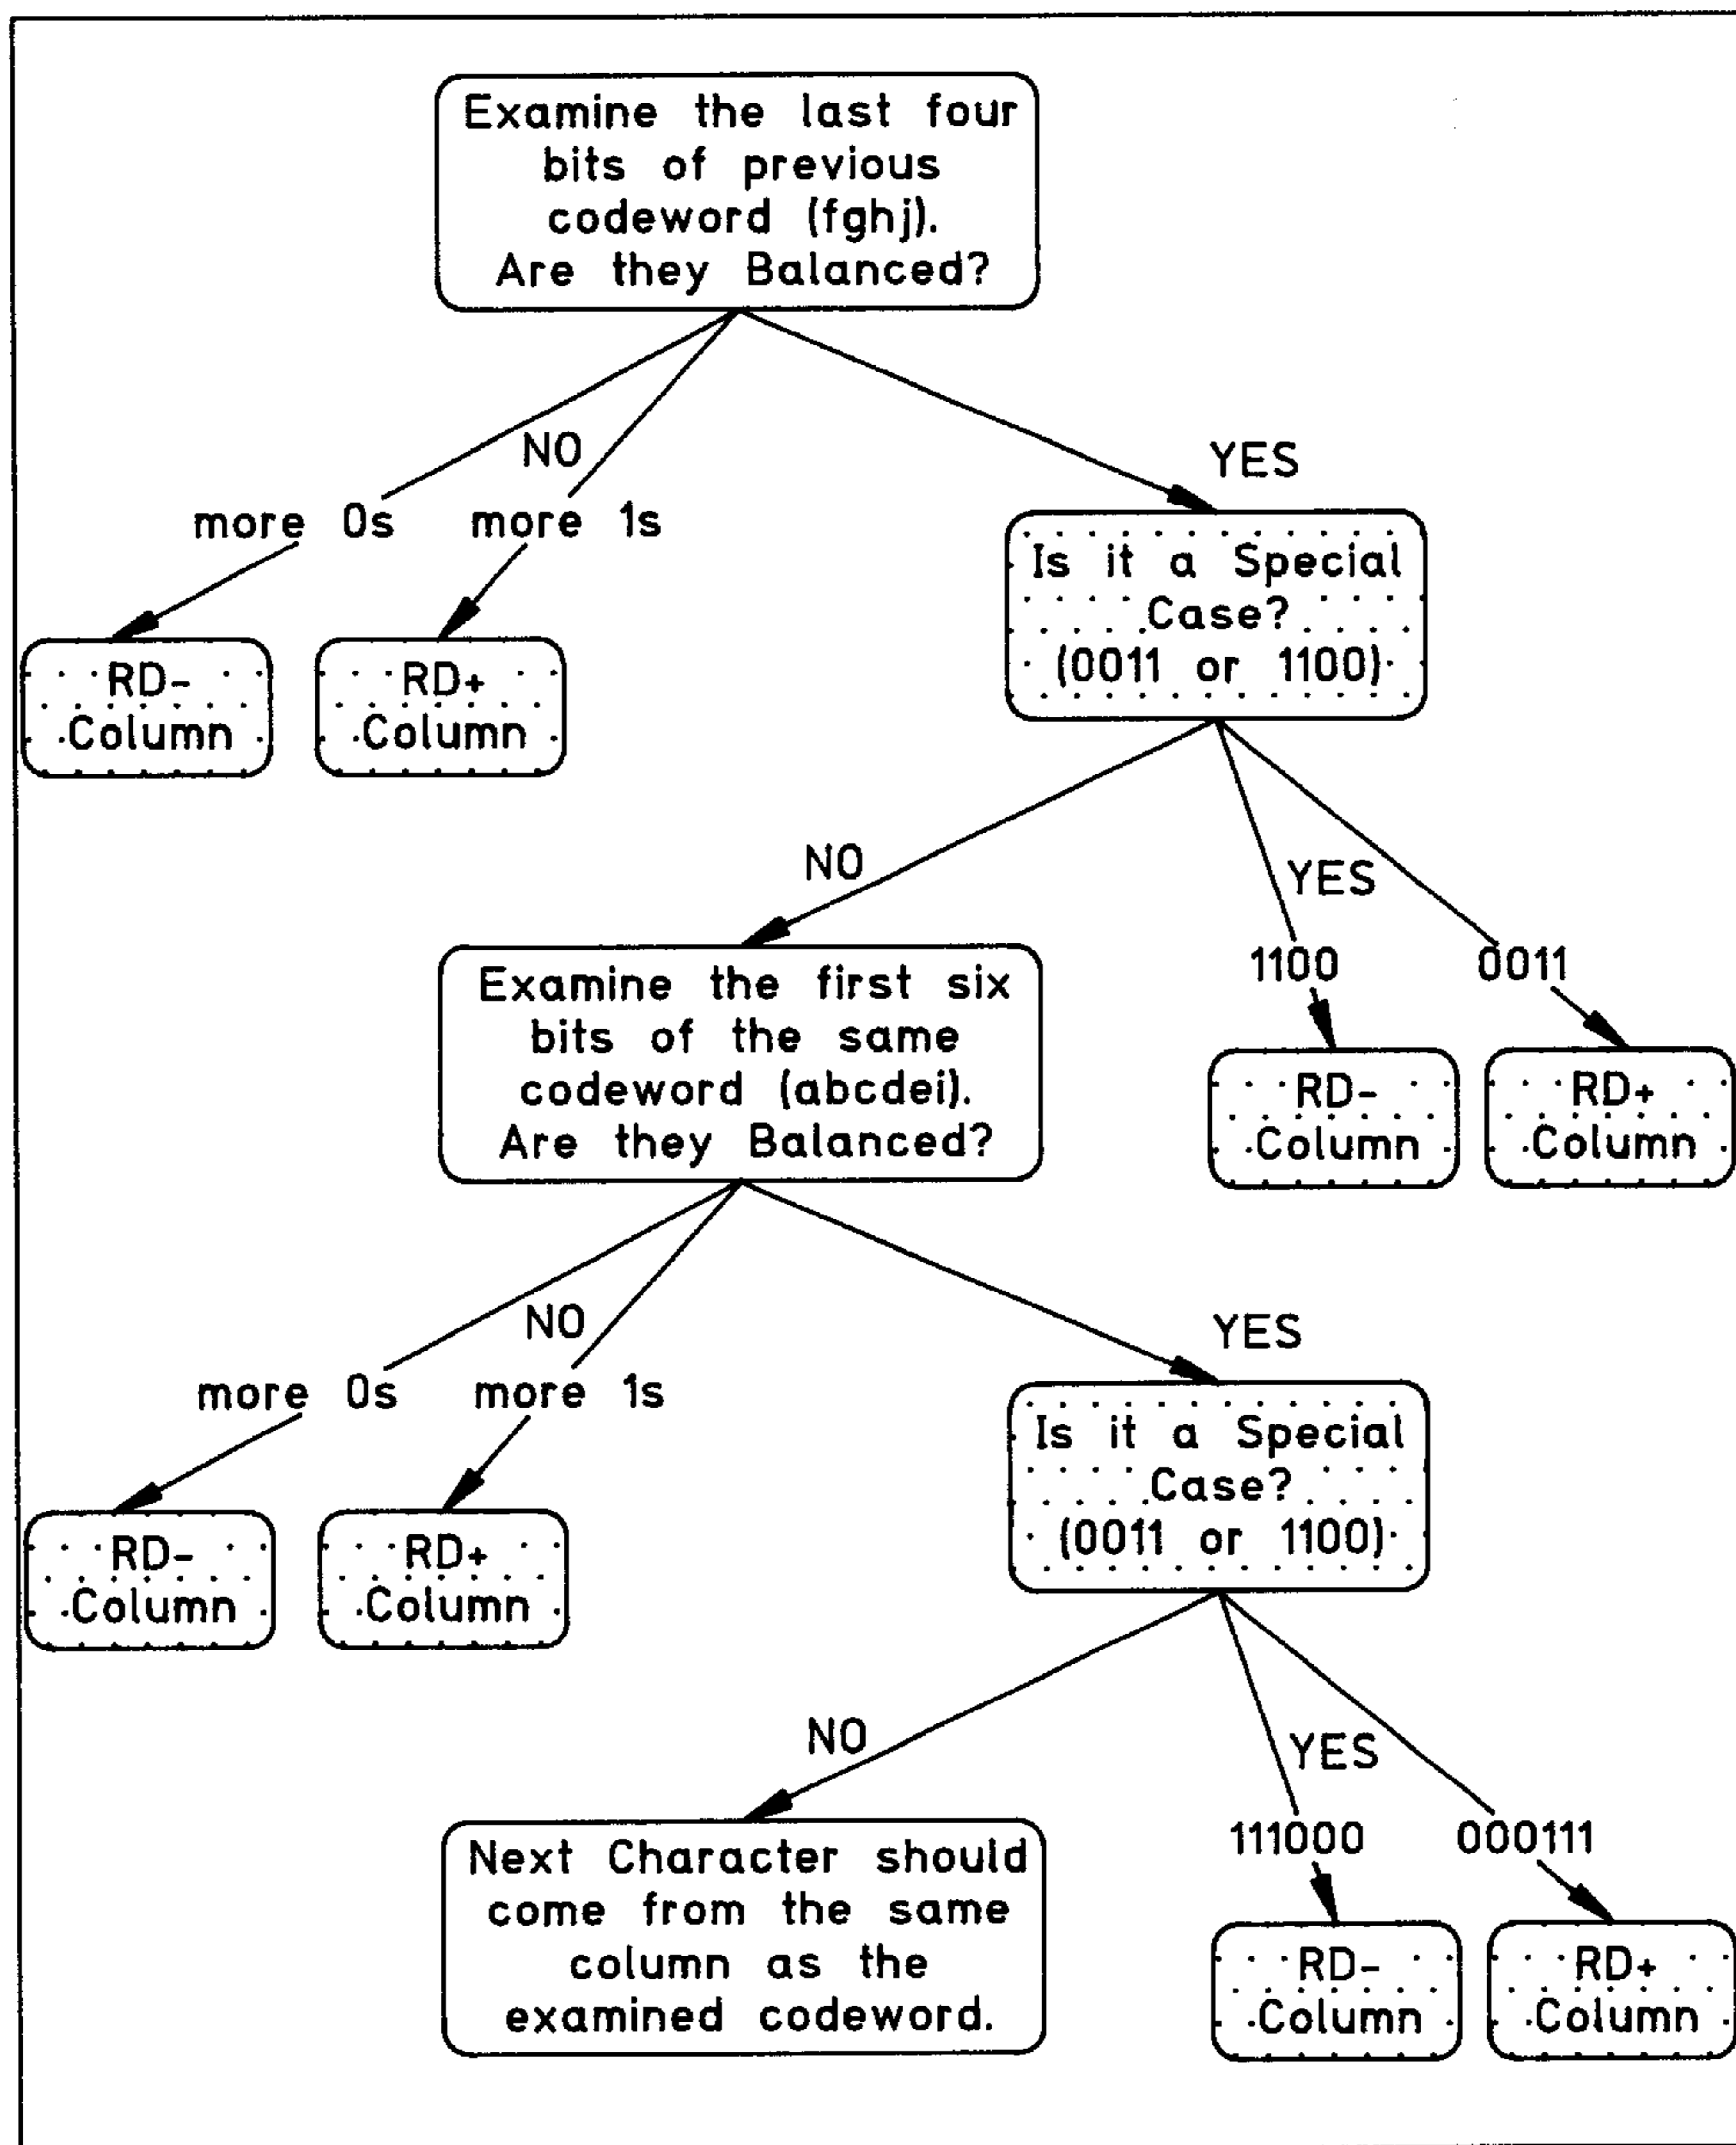 Examine the last four
bits of previous
codeword (fghj).
Are they Balanced?
NO
YES
more 0s
more 1s
Is it a Special
Case?
(0011 or 1100)
RD-
Column
RD+
Column
NO
YES
1100
0011
Examine the first six
bits of the same
codeword (abcdei).
Are they Balanced?
RD-
Column
RD+
Column
NO
YES
more 0s
more 1s
Is it a Special
Case?
(0011 or 1100)
RD-
Column
RD+
Column
NO
YES
111000
000111
Next Character should
come from the same
column as the
examined codeword.
RD-
Column
RD+
Column